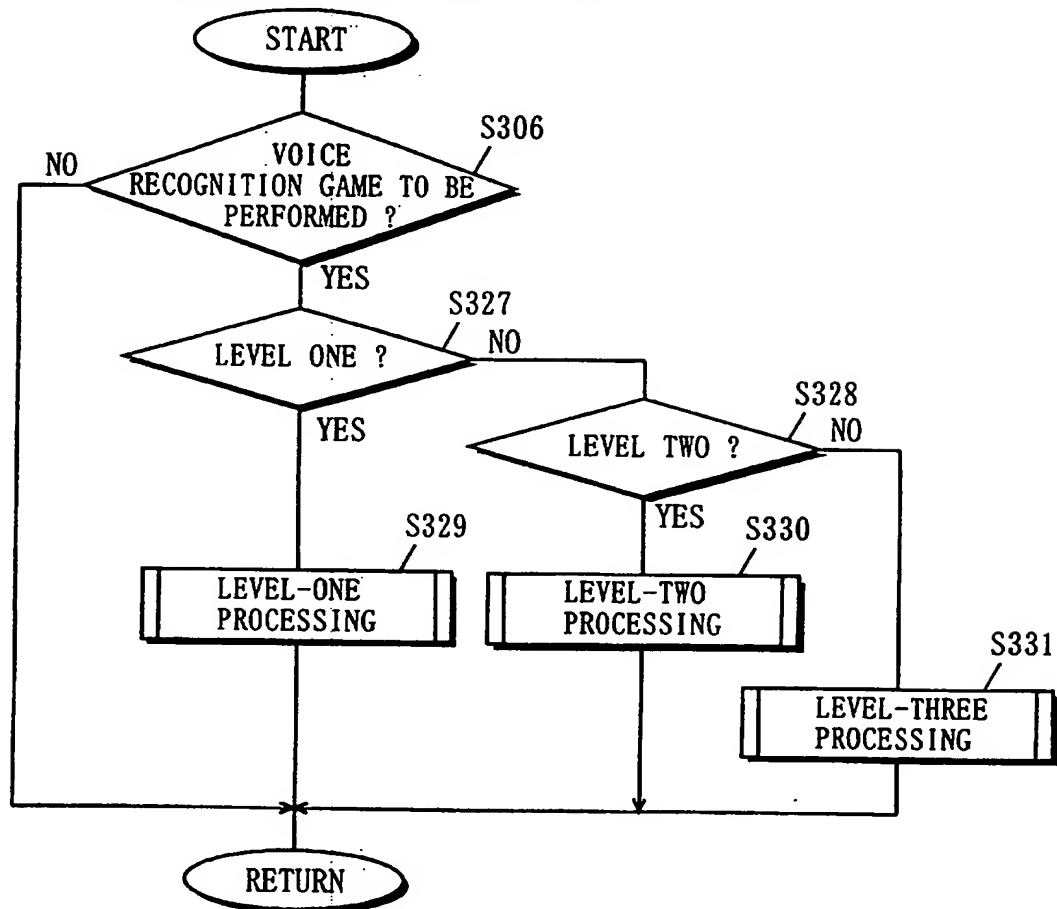 START
S306
NO
VOICE
RECOGNITION GAME TO BE
PERFORMED ?
YES
S327
LEVEL ONE ?
NO
YES
S328
LEVEL TWO ?
NO
YES
S329
LEVEL-ONE
PROCESSING
S330
LEVEL-TWO
PROCESSING
S331
LEVEL-THREE
PROCESSING
RETURN